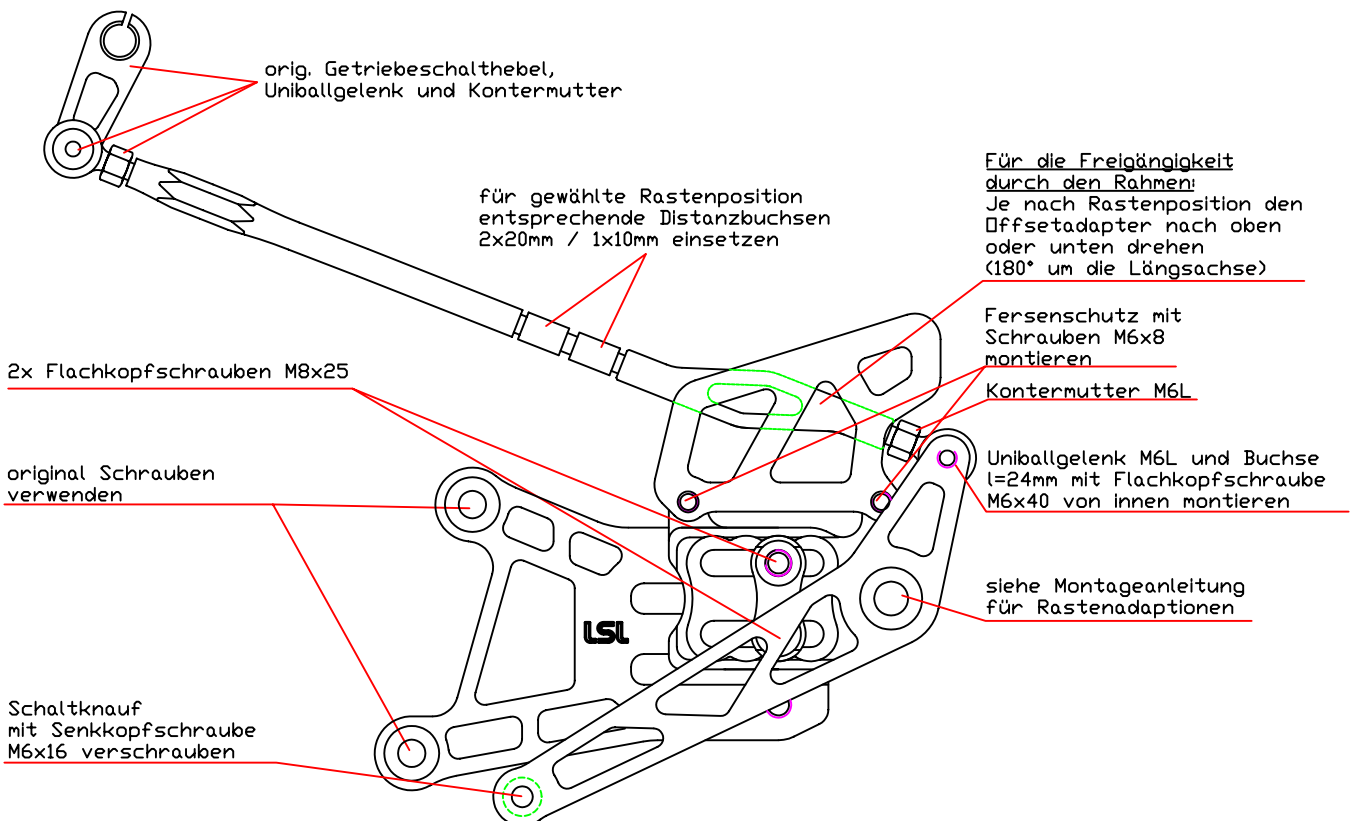 orig. Getriebeschalthebel,
Uniballgelenk und Kontermutter
für gewählte Rastenposition
entsprechende Distanzbuchsen
2x20mm / 1x10mm einsetzen
Für die Freigängigkeit
durch den Rahmen:
Je nach Rastenposition den
Offsetadapter nach oben
oder unten drehen
(180° um die Längsachse)
Fersenschutz mit
Schrauben M6x8
montieren
Kontermutter M6L
2x Flachkopfschrauben M8x25
original Schrauben
verwenden
Uniballgelenk M6L und Buchse
l=24mm mit Flachkopfschraube
M6x40 von innen montieren
siehe Montageanleitung
für Rastenadaptionen
LSL
Schaltknauf
mit Senkkopfschraube
M6x16 verschrauben